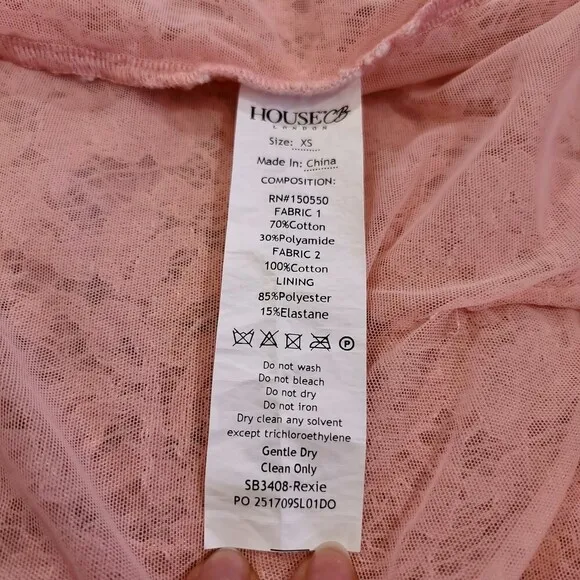 HOUSE CB
LONDON
Size: XS
Made In: China
COMPOSITION:
RN#150550
FABRIC 1
70%Cotton
30%Polyamide
FABRIC 2
100%Cotton
LINING
85%Polyester
15%Elastane
P
Do not wash
Do not bleach
Do not dry
Do not iron
Dry clean any solvent
except trichloroethylene
Gentle Dry
Clean Only
SB3408-Rexie
PO 251709SL01DO